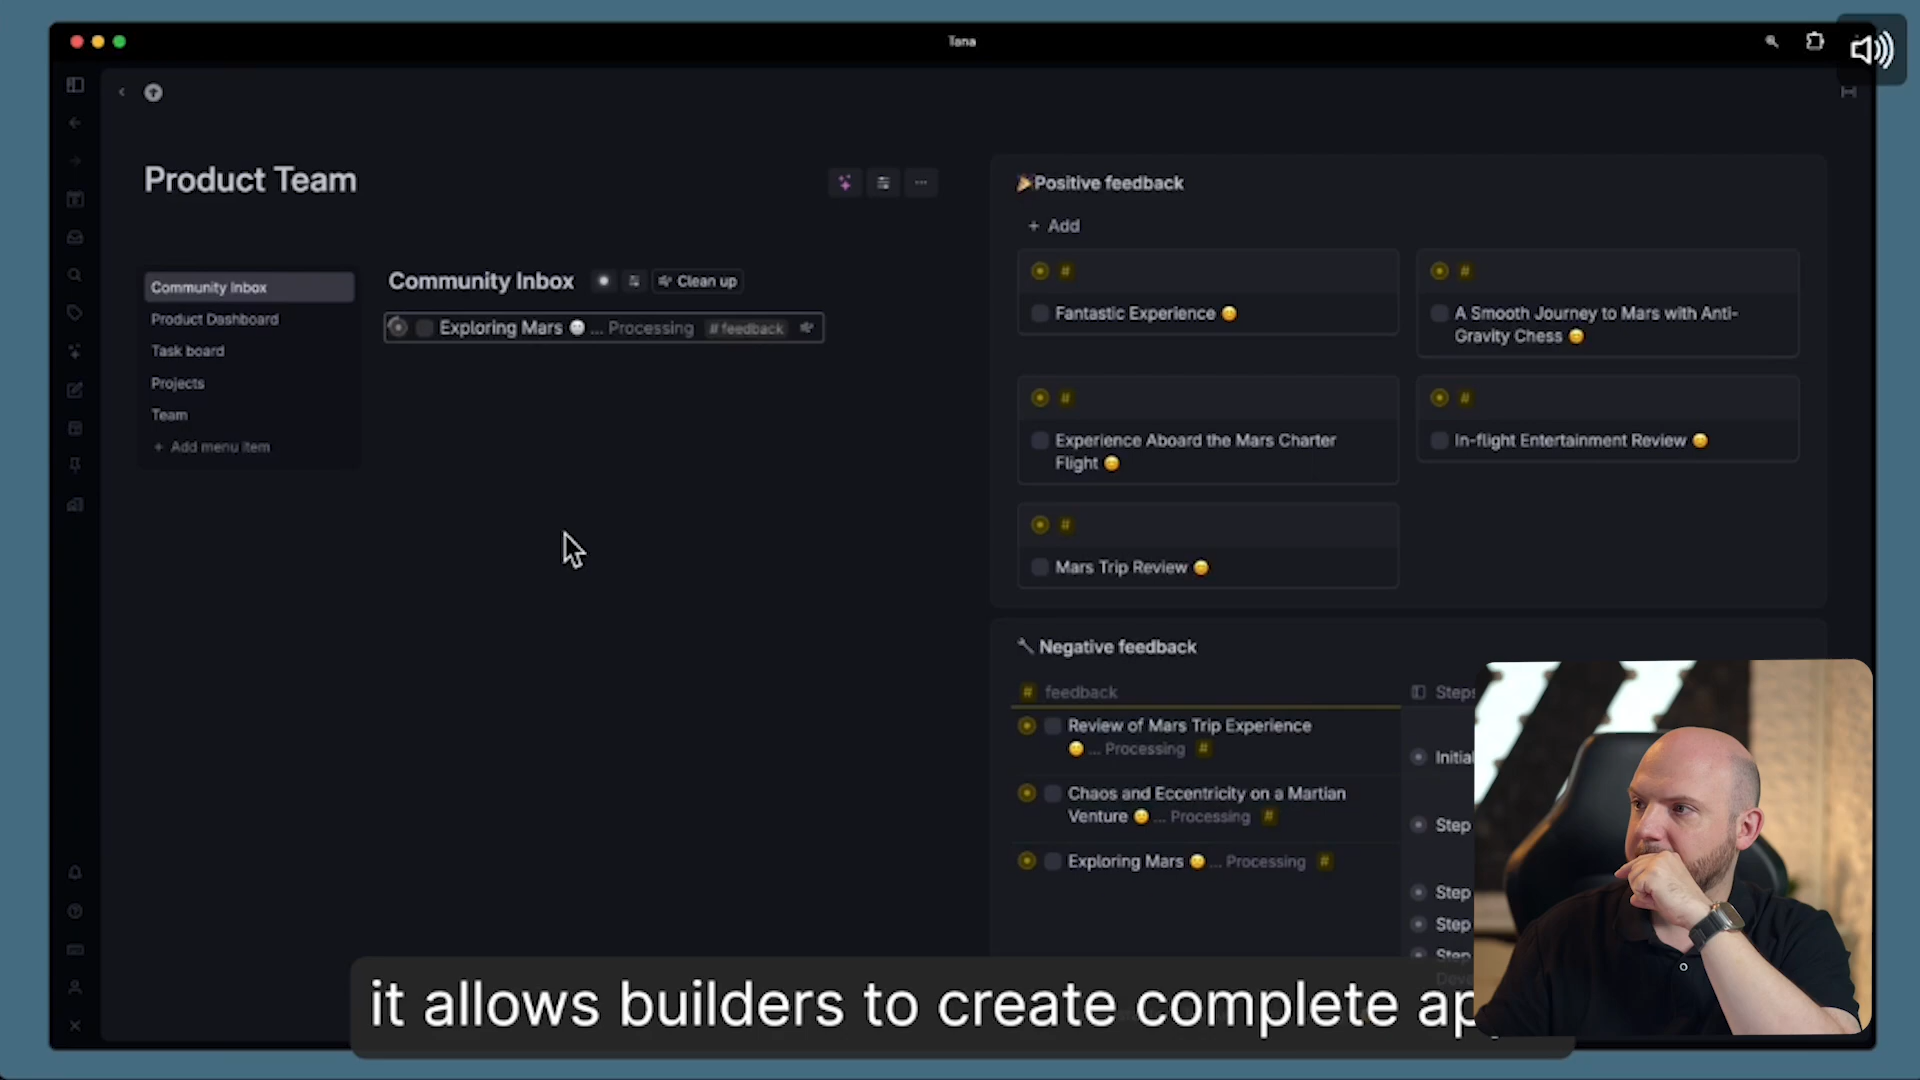 Tana
Product Team
Community Inbox
Product Dashboard
Task board
Projects
Team
+ Add menu item
Community Inbox
Clean up
Exploring Mars 😶 ... Processing #feedback
🎉Positive feedback
+ Add
#
Fantastic Experience 😊
#
A Smooth Journey to Mars with Anti-
Gravity Chess 😊
#
Experience Aboard the Mars Charter
Flight 😊
#
In-flight Entertainment Review 😊
#
Mars Trip Review 😊
🔧 Negative feedback
# feedback
Steps
Review of Mars Trip Experience
😕 ... Processing #
Initial
Chaos and Eccentricity on a Martian
Venture 😕 ... Processing #
Step
Exploring Mars 😕 ... Processing #
Step
Step
Step
it allows builders to create complete ap